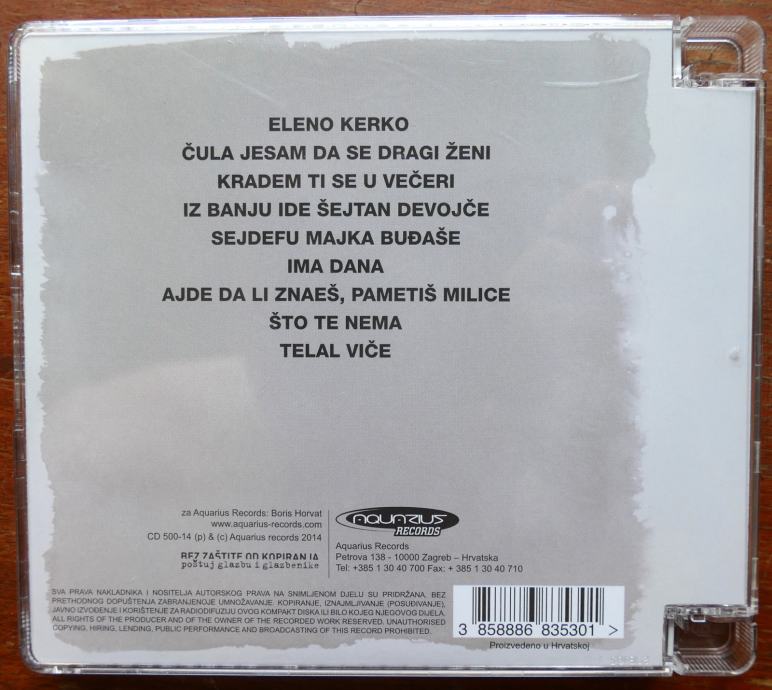 ELENO KERKO
ČULA JESAM DA SE DRAGI ŽENI
KRADEM TI SE U VEČERI
IZ BANJU IDE ŠEJTAN DEVOJČE
SEJDEFU MAJKA BUĐAŠE
IMA DANA
AJDE DA LI ZNAEŠ, PAMETIŠ MILICE
ŠTO TE NEMA
TELAL VIČE
za Aquarius Records: Boris Horvat
www.aquarius-records.com
CD 500-14 (p) & (c) Aquarius records 2014
BEZ ZAŠTITE OD KOPIRANJA
poštuj glazbu i glazbenike
AQUARIUS
RECORDS
Aquarius Records
Petrova 138 - 10000 Zagreb – Hrvatska
Tel: +385 1 30 40 700 Fax: + 385 1 30 40 710
SVA PRAVA NAKLADNIKA I NOSITELJA AUTORSKOG PRAVA NA SNIMLJENOM DJELU SU PRIDRŽANA. BEZ
PRETHODNOG DOPUŠTENJA ZABRANJENOJE UMNOŽAVANJE. KOPIRANJE, IZNAJMLJIVANJE (POSUĐIVANJE),
JAVNO IZVOĐENJE I KORIŠTENJE ZA RADIODIFUZIJU OVOG KOMPAKT DISKA ILI BILO KOJEG NJEGOVOG DIJELA.
ALL RIGHTS OF THE PRODUCER AND OF THE OWNER OF THE RECORDED WORK RESERVED. UNAUTHORISED
COPYING, HIRING, LENDING, PUBLIC PERFORMANCE AND BROADCASTING OF THIS RECORD PROHIBITED.
3 858886 835301 >
Proizvedeno u Hrvatskoj